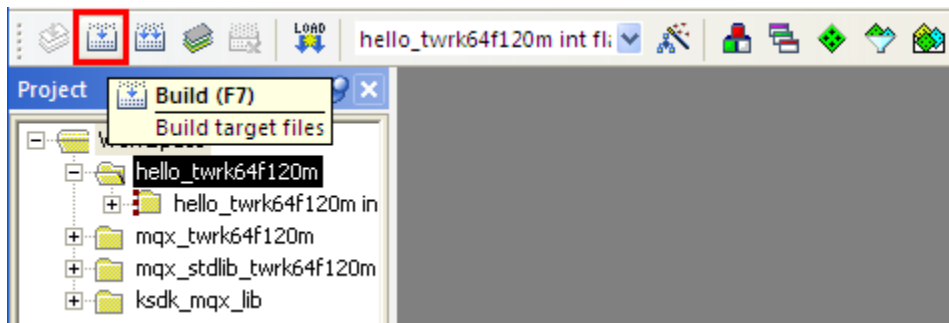 LOAD
hello_twrk64f120m int fl
Project
Build (F7)
Build target files
hello_twrk64f120m
hello_twrk64f120m in
mqx_twrk64f120m
mqx_stdlib_twrk64f120m
ksdk_mqx_lib